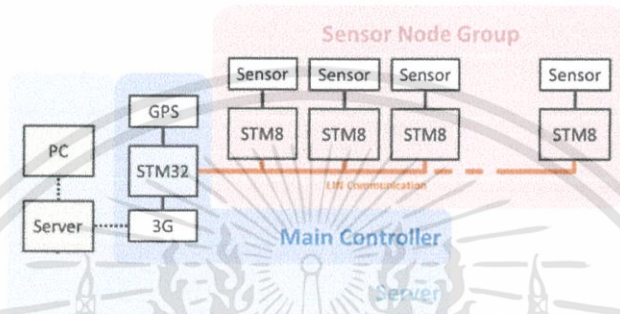 Sensor Node Group
Sensor Sensor Sensor Sensor
GPS
STM8 STM8 STM8 STM8
PC
STM32
LIN Communication
Server
3G
Main Controller
Server